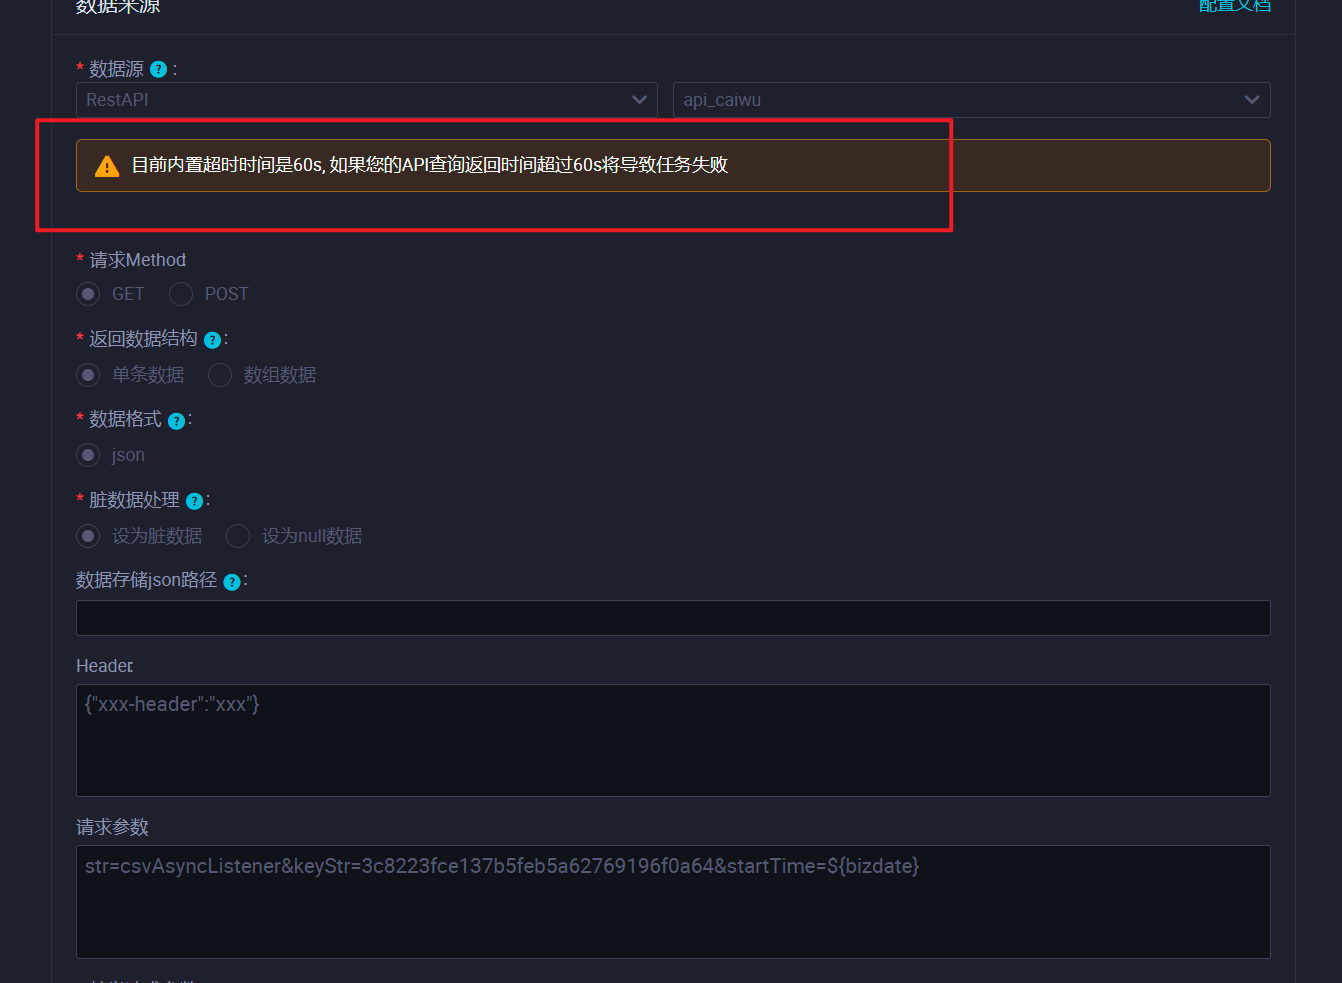 数据来源
配置文档
* 数据源 ? :
RestAPI
api_caiwu
目前内置超时时间是60s, 如果您的API查询返回时间超过60s将导致任务失败
* 请求Method
GET POST
* 返回数据结构 ? :
单条数据 数组数据
* 数据格式 ? :
json
* 脏数据处理 ? :
设为脏数据 设为null数据
数据存储json路径 ? :
Header:
{"xxx-header":"xxx"}
请求参数
str=csvAsyncListener&keyStr=3c8223fce137b5feb5a62769196f0a64&startTime=${bizdate}